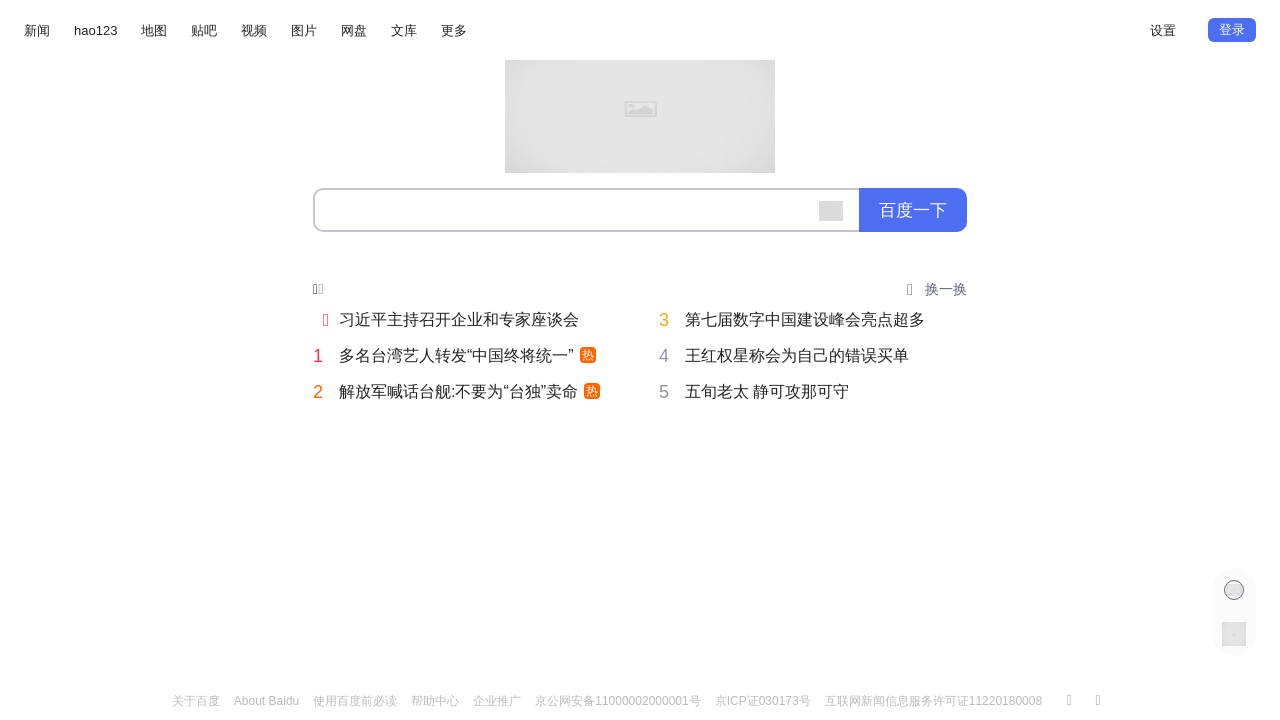 新闻 hao123 地图 贴吧 视频 图片 网盘 文库 更多 设置 登录
百度一下
换一换
习近平主持召开企业和专家座谈会
1 多名台湾艺人转发“中国终将统一” 热
2 解放军喊话台舰:不要为“台独”卖命 热
3 第七届数字中国建设峰会亮点超多
4 王红权星称会为自己的错误买单
5 五旬老太 静可攻那可守
关于百度 About Baidu 使用百度前必读 帮助中心 企业推广 京公网安备11000002000001号 京ICP证030173号 互联网新闻信息服务许可证11220180008